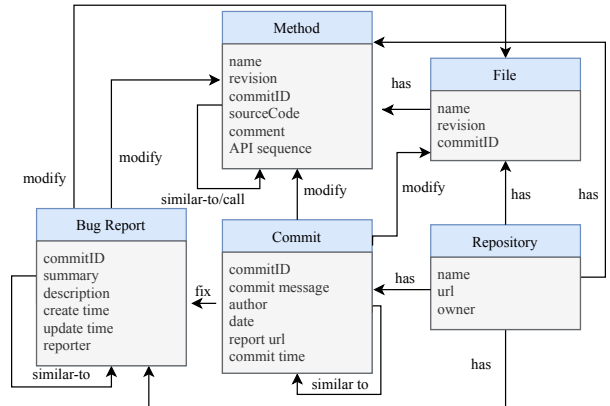 Method
name
revision
commitID
sourceCode
comment
API sequence
File
name
revision
commitID
has
modify
modify
similar-to/call
modify
modify
has
has
Bug Report
commitID
summary
description
create time
update time
reporter
Commit
commitID
commit message
author
date
report url
commit time
Repository
name
url
owner
fix
has
similar-to
similar to
has